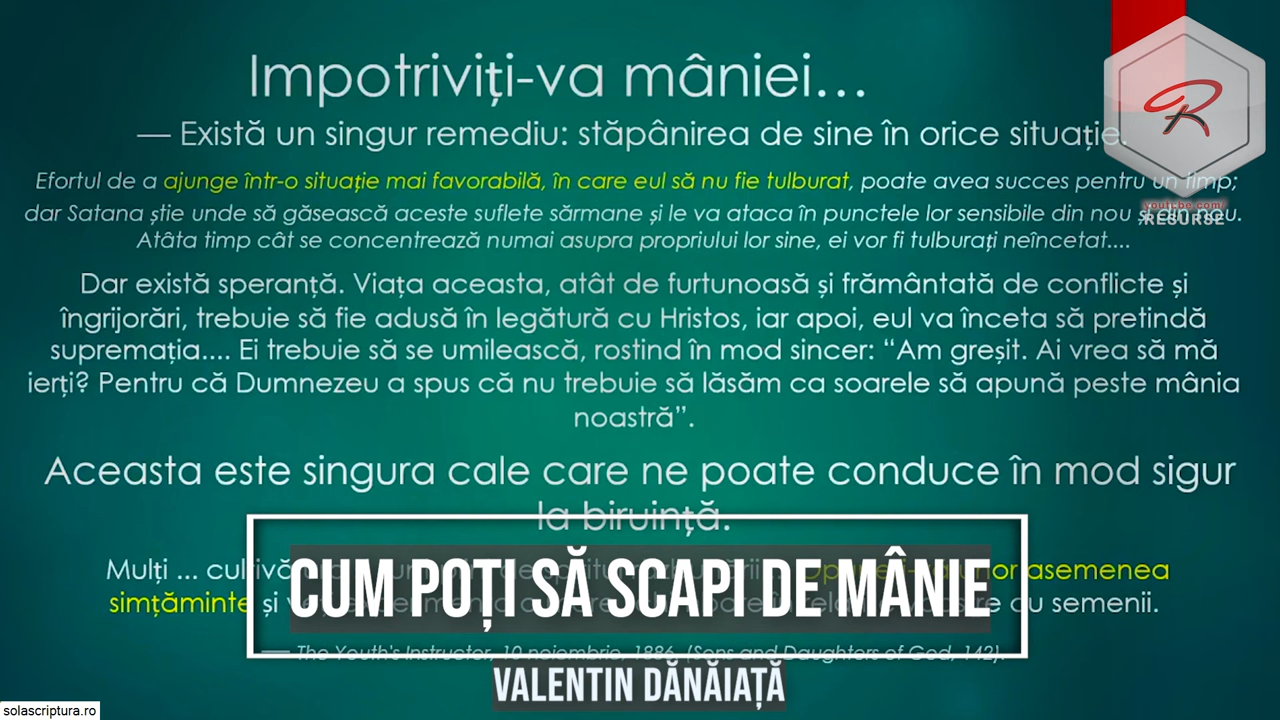 Impotriviți-va mâniei…
— Există un singur remediu: stăpânirea de sine în orice situație.
Efortul de a ajunge într-o situație mai favorabilă, în care eul să nu fie tulburat, poate avea succes pentru un timp;
dar Satana știe unde să găsească aceste suflete sărmane și le va ataca în punctele lor sensibile din nou și din nou.
Atâta timp cât se concentrează numai asupra propriului lor sine, ei vor fi tulburați neîncetat....
youtu-be.com/
RESURSE
Dar există speranță. Viața aceasta, atât de furtunoasă și frământată de conflicte și
îngrijorări, trebuie să fie adusă în legătură cu Hristos, iar apoi, eul va înceta să pretindă
supremația.... Ei trebuie să se umilească, rostind în mod sincer: “Am greșit. Ai vrea să mă
ierți? Pentru că Dumnezeu a spus că nu trebuie să lăsăm ca soarele să apună peste mânia
noastră”.
Aceasta este singura cale care ne poate conduce în mod sigur
la biruință.
Mulți ... cultivă asemenea
simțăminte și cu semenii.
CUM POȚI SĂ SCAPI DE MÂNIE
— The Youth's Instructor, 10 noiembrie, 1886. (Sons and Daughters of God, 142).
VALENTIN DĂNĂIAȚĂ
solascriptura.ro